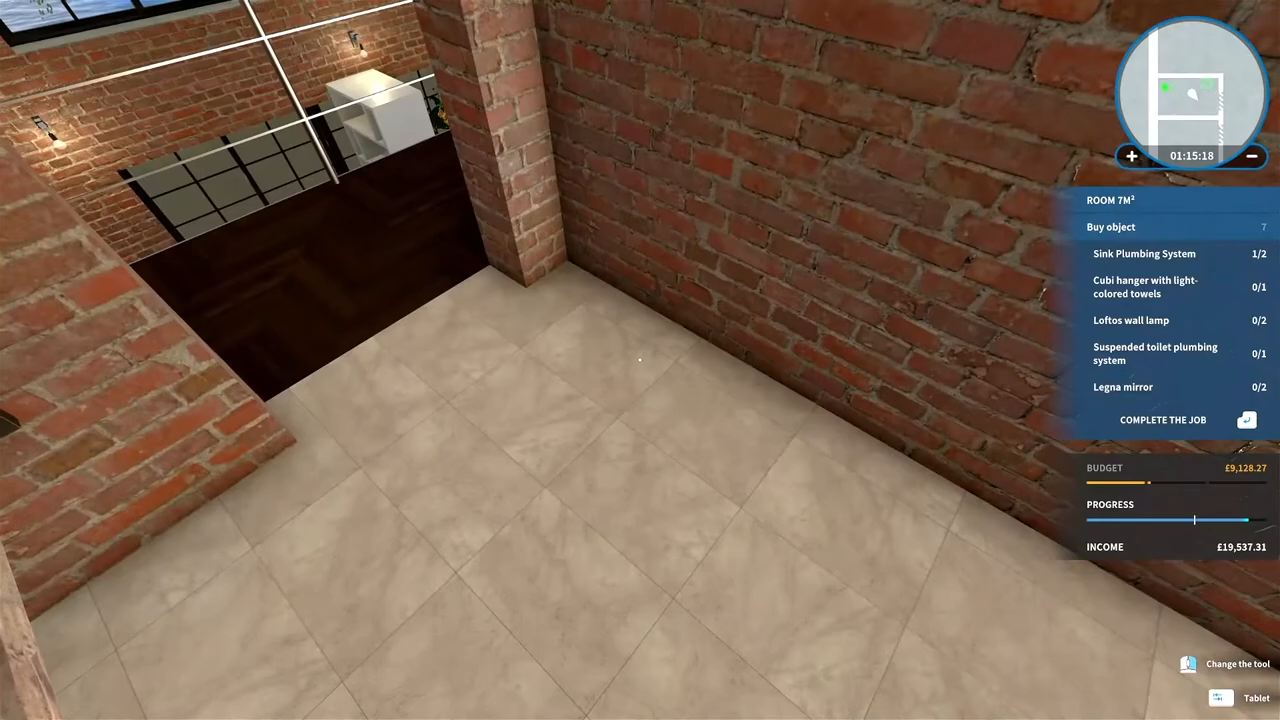 + 01:15:18 −
ROOM 7M²
Buy object 7
Sink Plumbing System 1/2
Cubi hanger with light-
colored towels 0/1
Loftos wall lamp 0/2
Suspended toilet plumbing
system 0/1
Legna mirror 0/2
COMPLETE THE JOB
BUDGET £9,128.27
PROGRESS
INCOME £19,537.31
Change the tool
Tablet